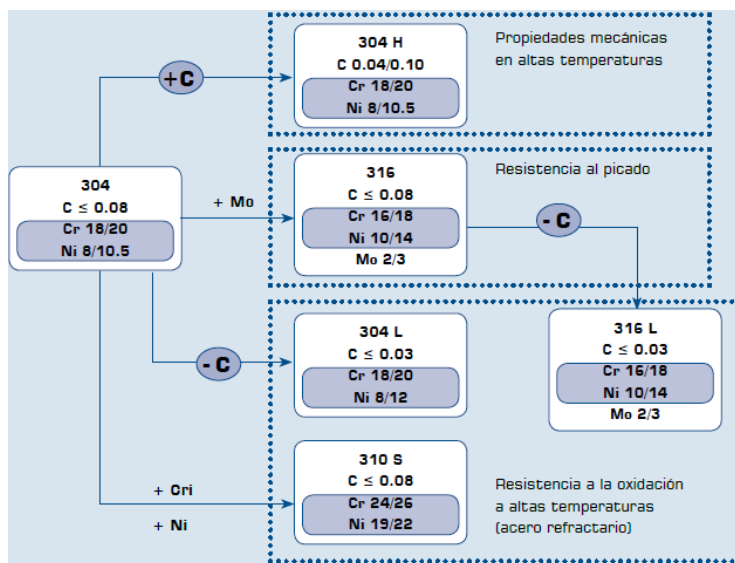 304 H
C 0.04/0.10
Cr 18/20
Ni 8/10.5
Propiedades mecánicas
en altas temperaturas
+C
304
C ≤ 0.08
Cr 18/20
Ni 8/10.5
+ Mo
316
C ≤ 0.08
Cr 16/18
Ni 10/14
Mo 2/3
Resistencia al picado
- C
- C
304 L
C ≤ 0.03
Cr 18/20
Ni 8/12
316 L
C ≤ 0.03
Cr 16/18
Ni 10/14
Mo 2/3
+ Cri
+ Ni
310 S
C ≤ 0.08
Cr 24/26
Ni 19/22
Resistencia a la oxidación
a altas temperaturas
(acero refractario)